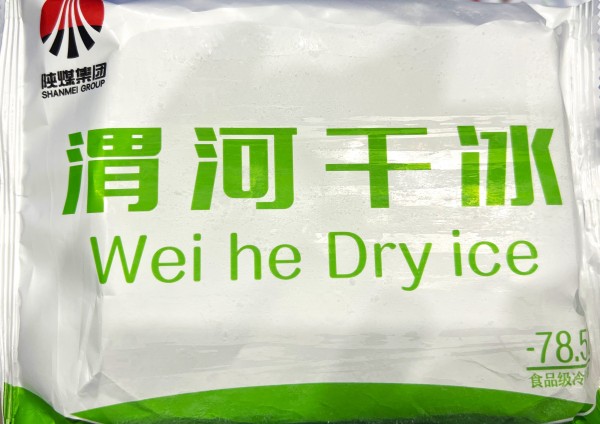 陕煤集团
SHANMEI GROUP
渭河干冰
Wei he Dry ice
-78.5
食品级冷